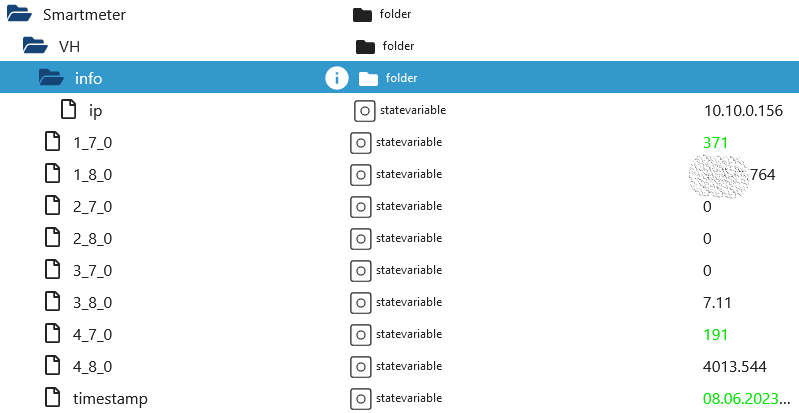 Smartmeter folder
VH folder
info i folder
ip statevariable 10.10.0.156
1_7_0 statevariable 371
1_8_0 statevariable 764
2_7_0 statevariable 0
2_8_0 statevariable 0
3_7_0 statevariable 0
3_8_0 statevariable 7.11
4_7_0 statevariable 191
4_8_0 statevariable 4013.544
timestamp statevariable 08.06.2023...